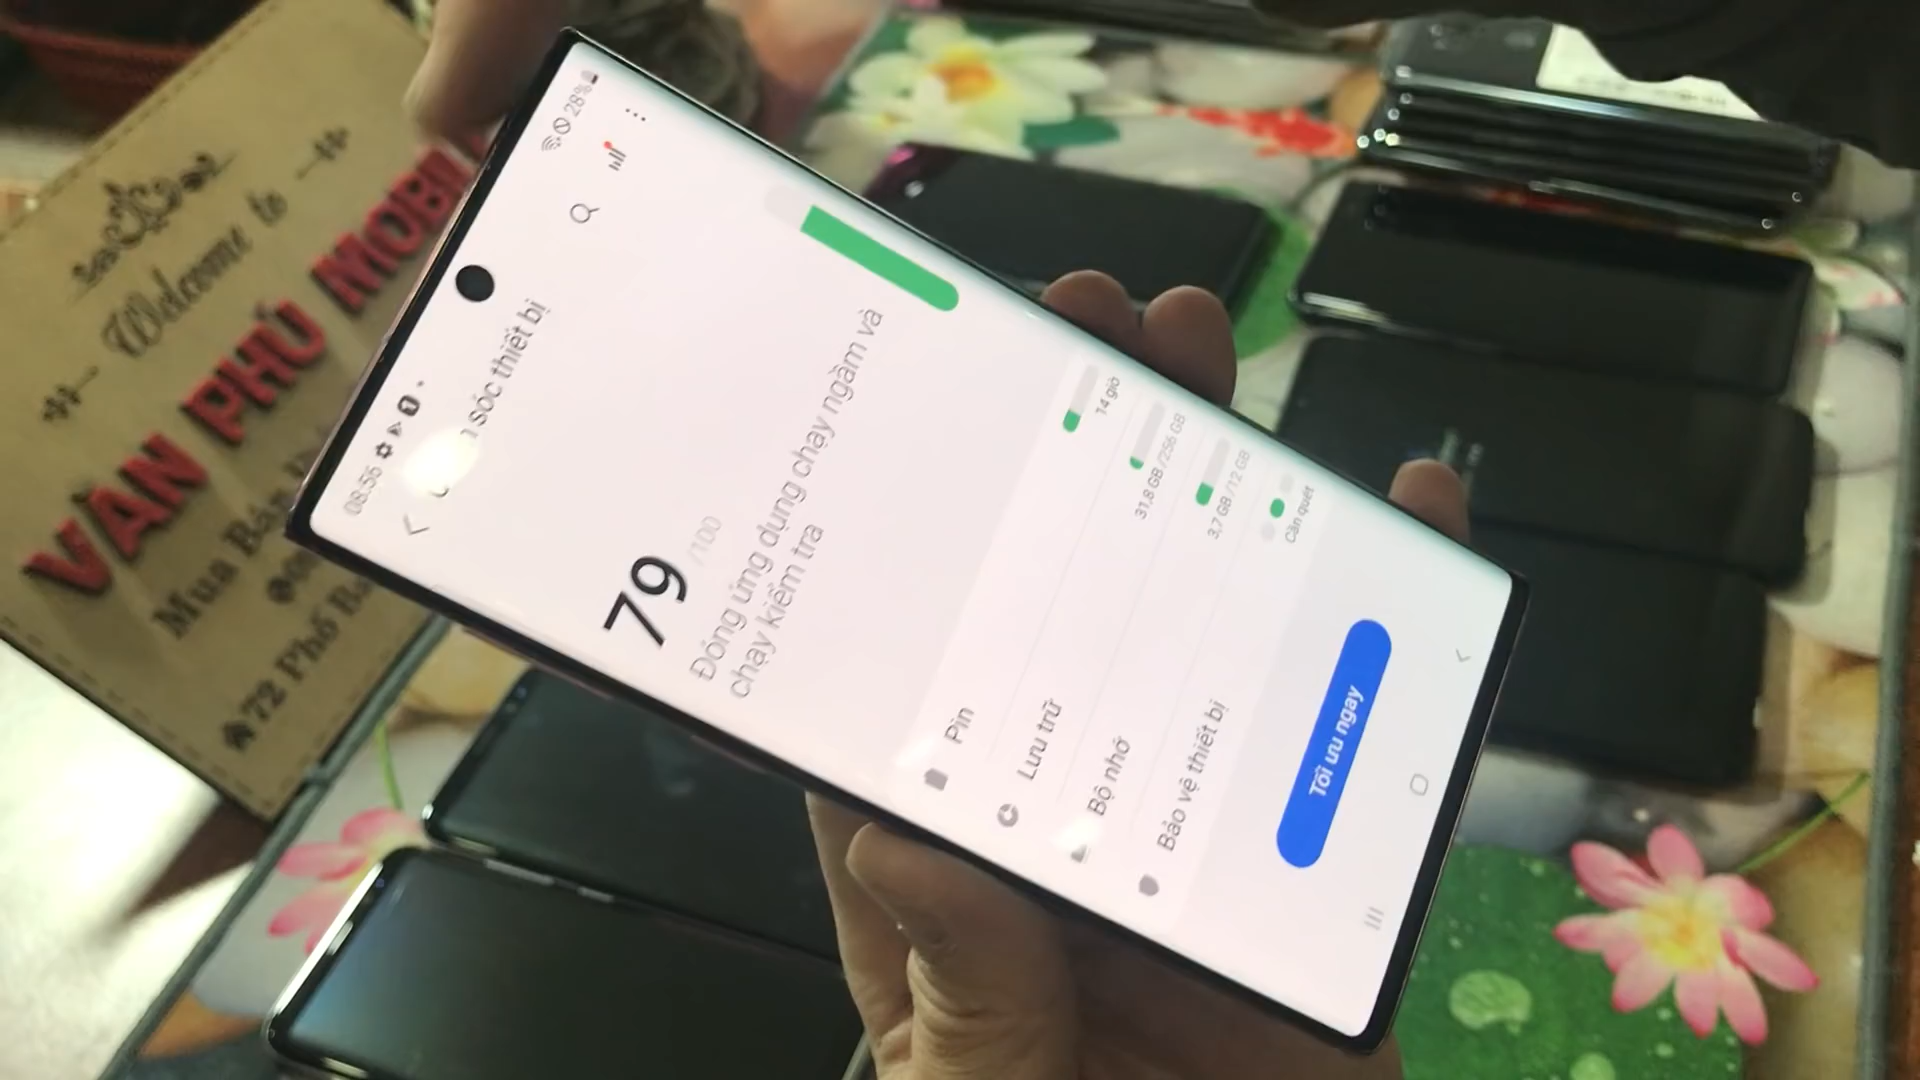 Welcome to
VĂN PHÚ MOBI
Mua Bán
72 Phố
08:55
28%
sóc thiết bị
79 /100
Đóng ứng dụng chạy ngầm và
chạy kiểm tra
Pin
14 giờ
Lưu trữ
31,8 GB /256 GB
Bộ nhớ
3,7 GB /12 GB
Bảo vệ thiết bị
Cần quét
Tối ưu ngay